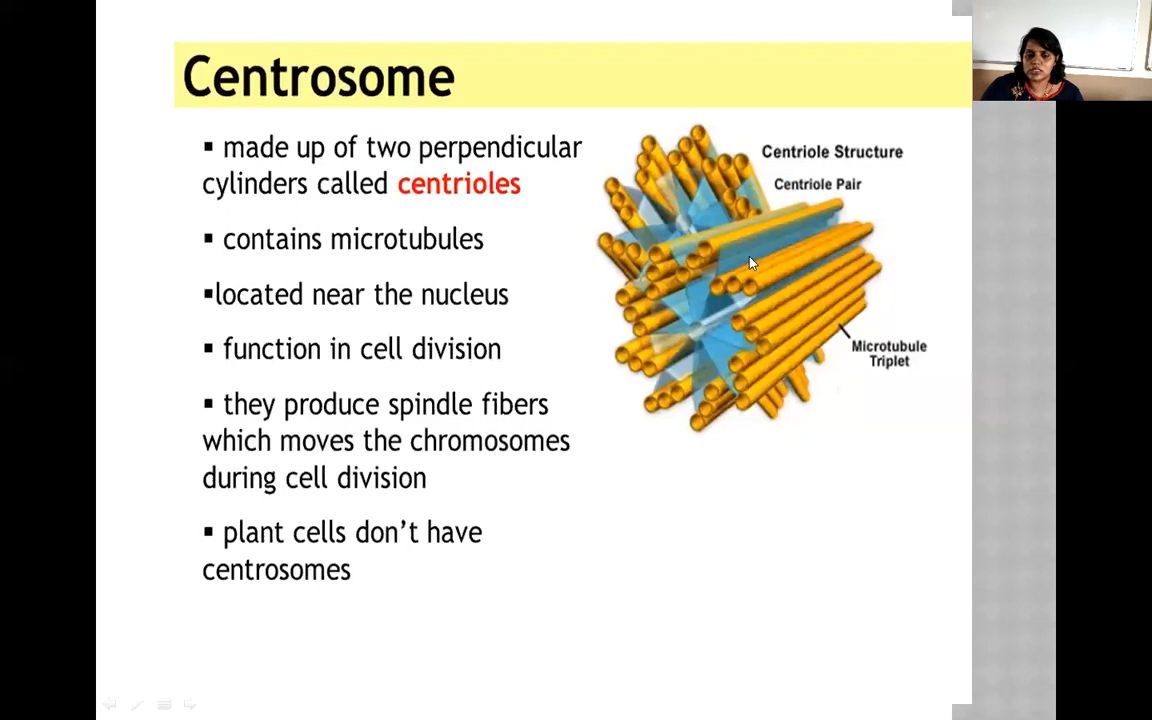 Centrosome
▪ made up of two perpendicular
cylinders called centrioles
▪ contains microtubules
▪located near the nucleus
▪ function in cell division
▪ they produce spindle fibers
which moves the chromosomes
during cell division
▪ plant cells don’t have
centrosomes
Centriole Structure
Centriole Pair
Microtubule
Triplet